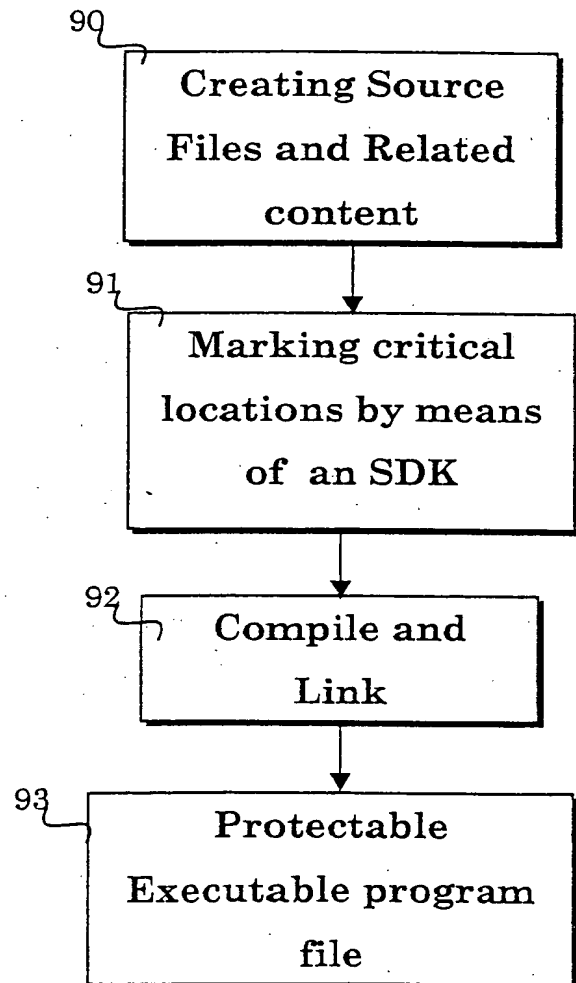 90
Creating Source
Files and Related
content
91
Marking critical
locations by means
of an SDK
92
Compile and
Link
93
Protectable
Executable program
file